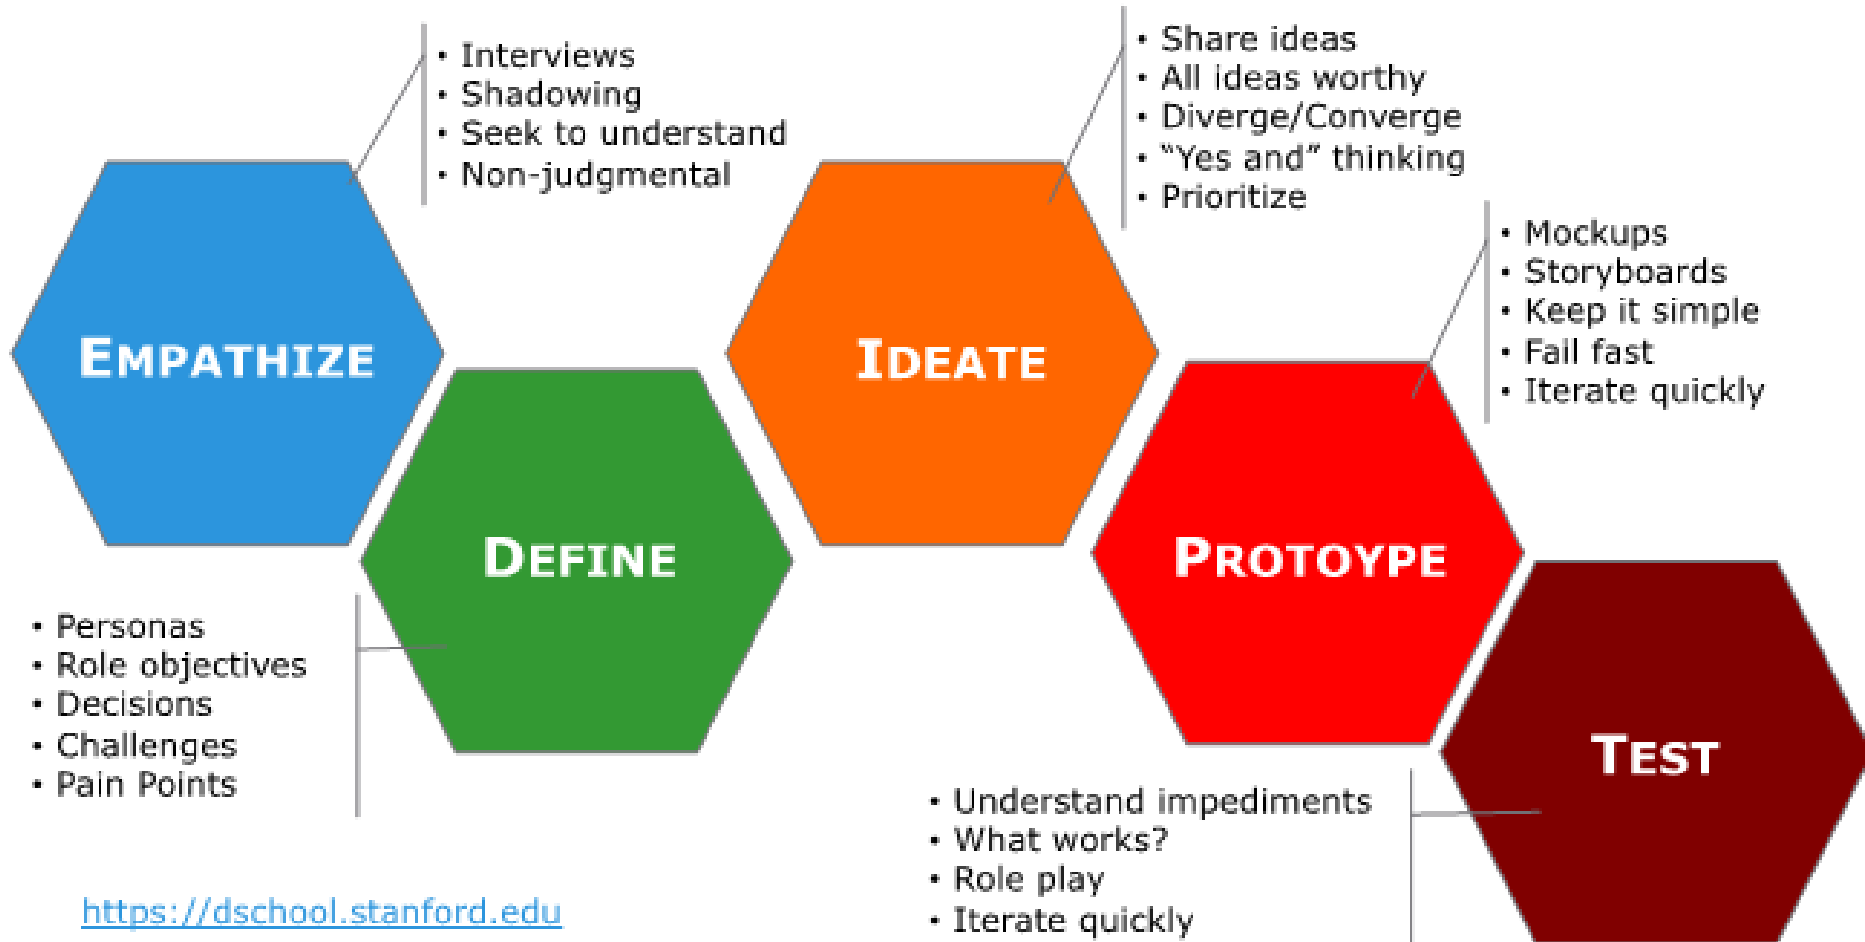 • Interviews
• Shadowing
• Seek to understand
• Non-judgmental
EMPATHIZE
• Personas
• Role objectives
• Decisions
• Challenges
• Pain Points
DEFINE
• Share ideas
• All ideas worthy
• Diverge/Converge
• “Yes and” thinking
• Prioritize
IDEATE
• Mockups
• Storyboards
• Keep it simple
• Fail fast
• Iterate quickly
PROTOYPE
• Understand impediments
• What works?
• Role play
• Iterate quickly
TEST
https://dschool.stanford.edu